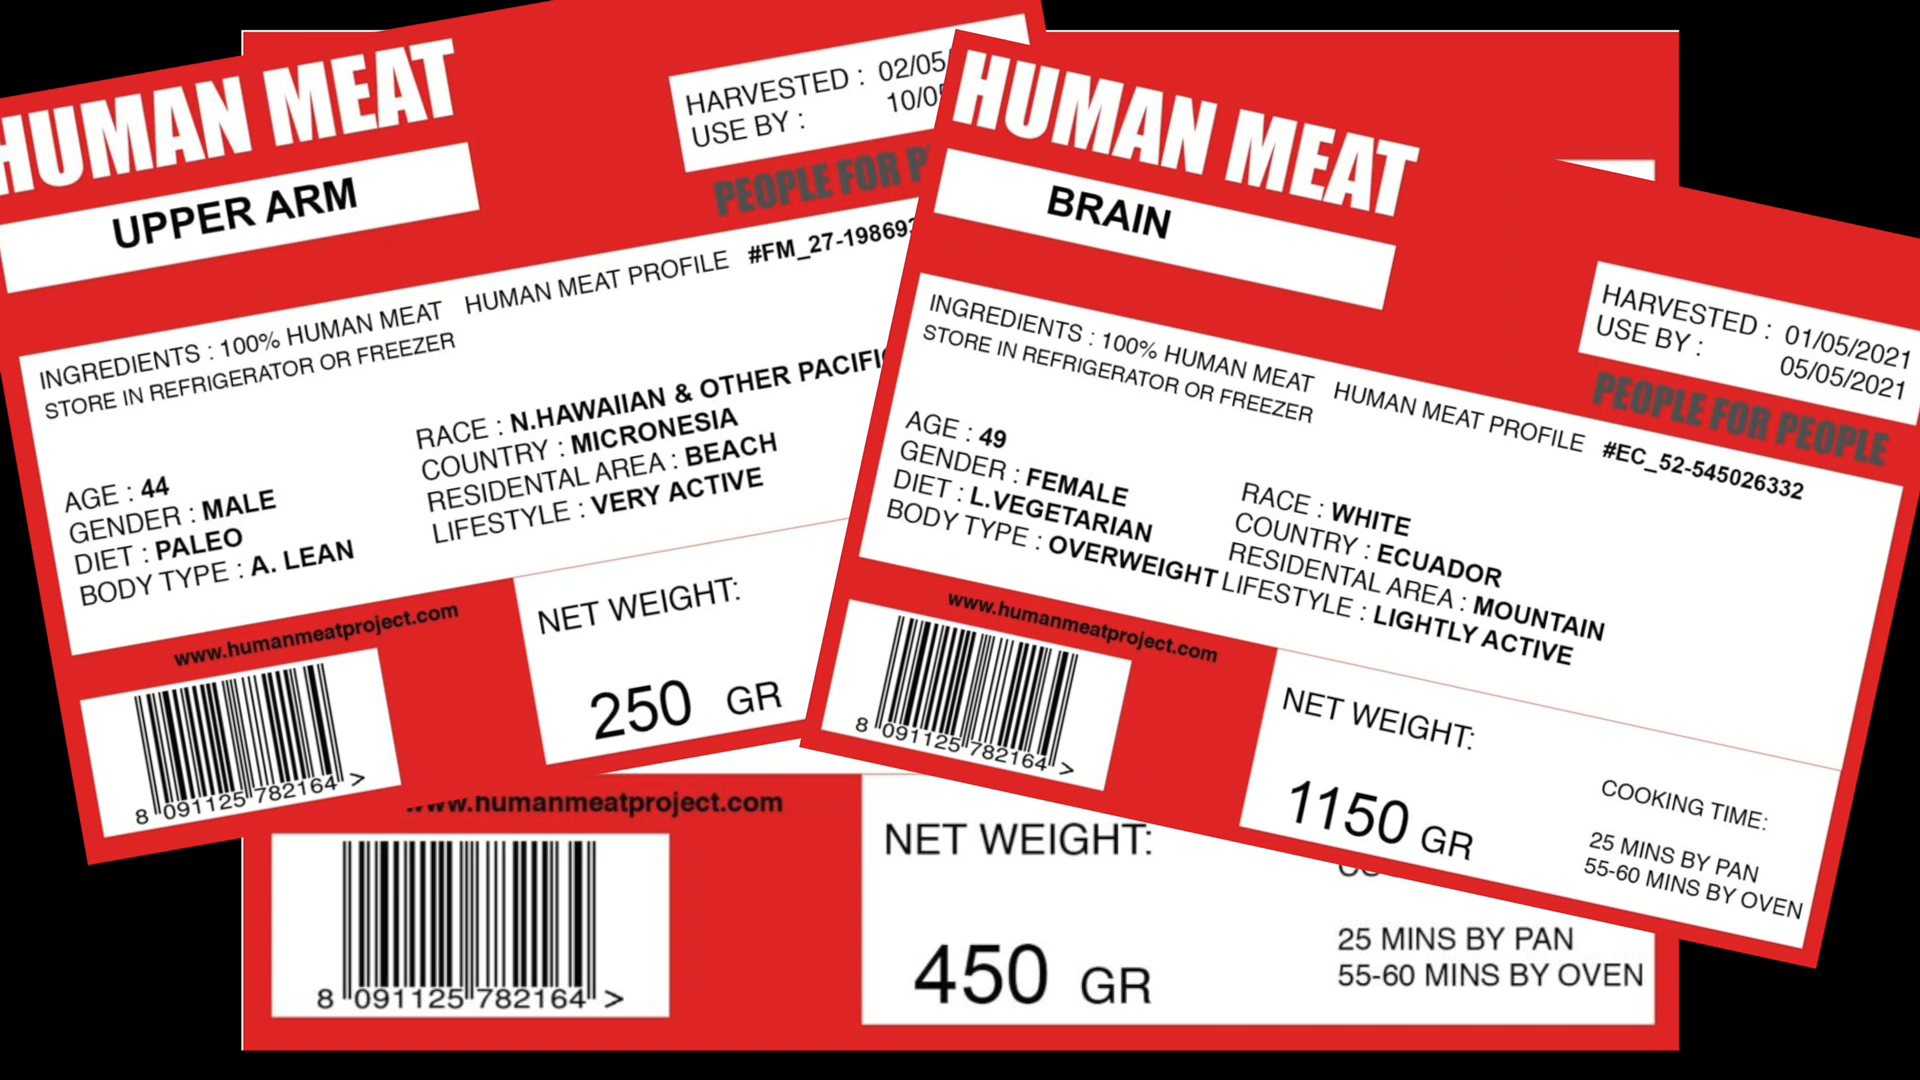 HUMAN MEAT
UPPER ARM
HARVESTED : 02/05
USE BY : 10/0
PEOPLE FOR P
INGREDIENTS : 100% HUMAN MEAT HUMAN MEAT PROFILE #FM_27-198693
STORE IN REFRIGERATOR OR FREEZER
AGE : 44
GENDER : MALE
DIET : PALEO
BODY TYPE : A. LEAN
RACE : N.HAWAIIAN & OTHER PACIFI
COUNTRY : MICRONESIA
RESIDENTAL AREA : BEACH
LIFESTYLE : VERY ACTIVE
www.humanmeatproject.com
8 091125 782164 >
NET WEIGHT:
250 GR
HUMAN MEAT
BRAIN
HARVESTED : 01/05/2021
USE BY : 05/05/2021
PEOPLE FOR PEOPLE
INGREDIENTS : 100% HUMAN MEAT HUMAN MEAT PROFILE #EC_52-545026332
STORE IN REFRIGERATOR OR FREEZER
AGE : 49
GENDER : FEMALE
DIET : L.VEGETARIAN
BODY TYPE : OVERWEIGHT
RACE : WHITE
COUNTRY : ECUADOR
RESIDENTAL AREA : MOUNTAIN
LIFESTYLE : LIGHTLY ACTIVE
www.humanmeatproject.com
8 091125 782164 >
NET WEIGHT:
1150 GR
COOKING TIME:
25 MINS BY PAN
55-60 MINS BY OVEN
www.humanmeatproject.com
8 091125 782164 >
NET WEIGHT:
450 GR
25 MINS BY PAN
55-60 MINS BY OVEN